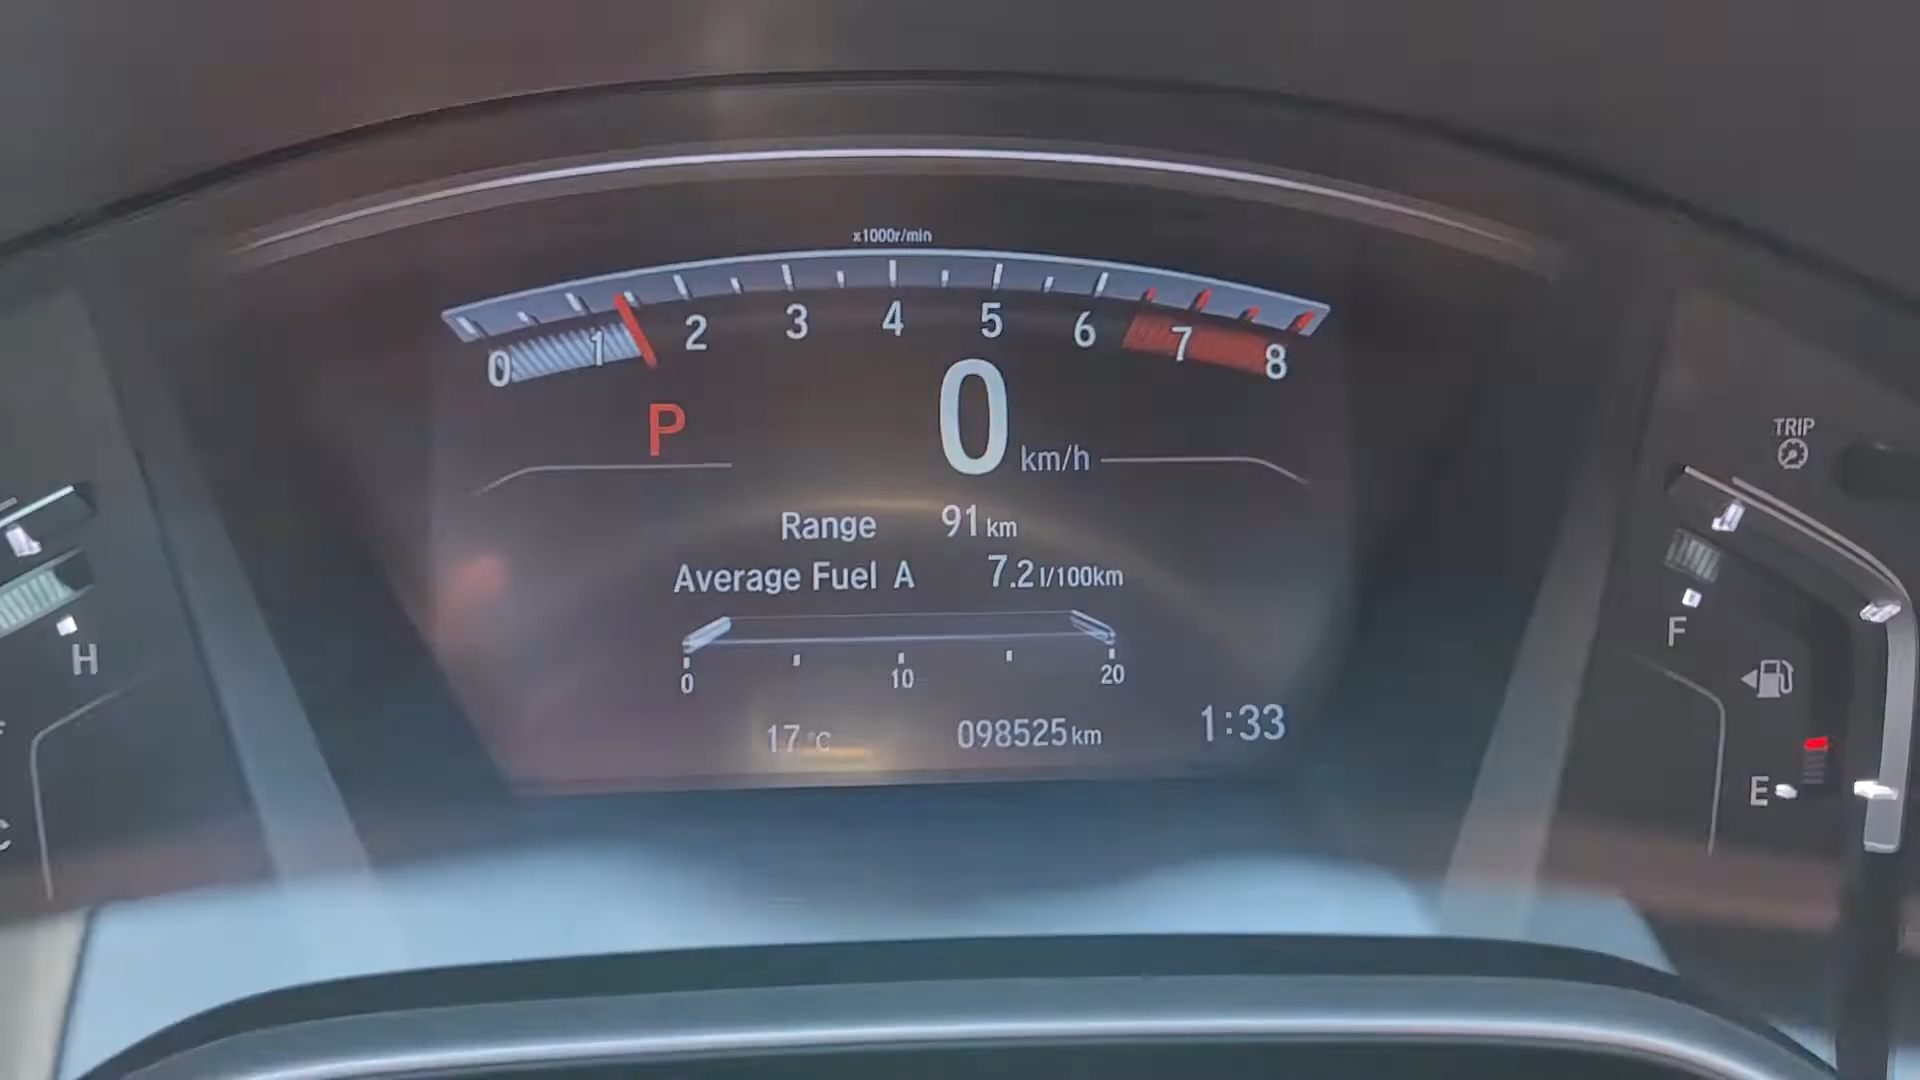 x1000r/min
0 1 2 3 4 5 6 7 8
P 0 km/h
TRIP
Range 91 km
Average Fuel A 7.2 l/100km
0 10 20
17 °C 098525 km 1:33
H
C
F
E